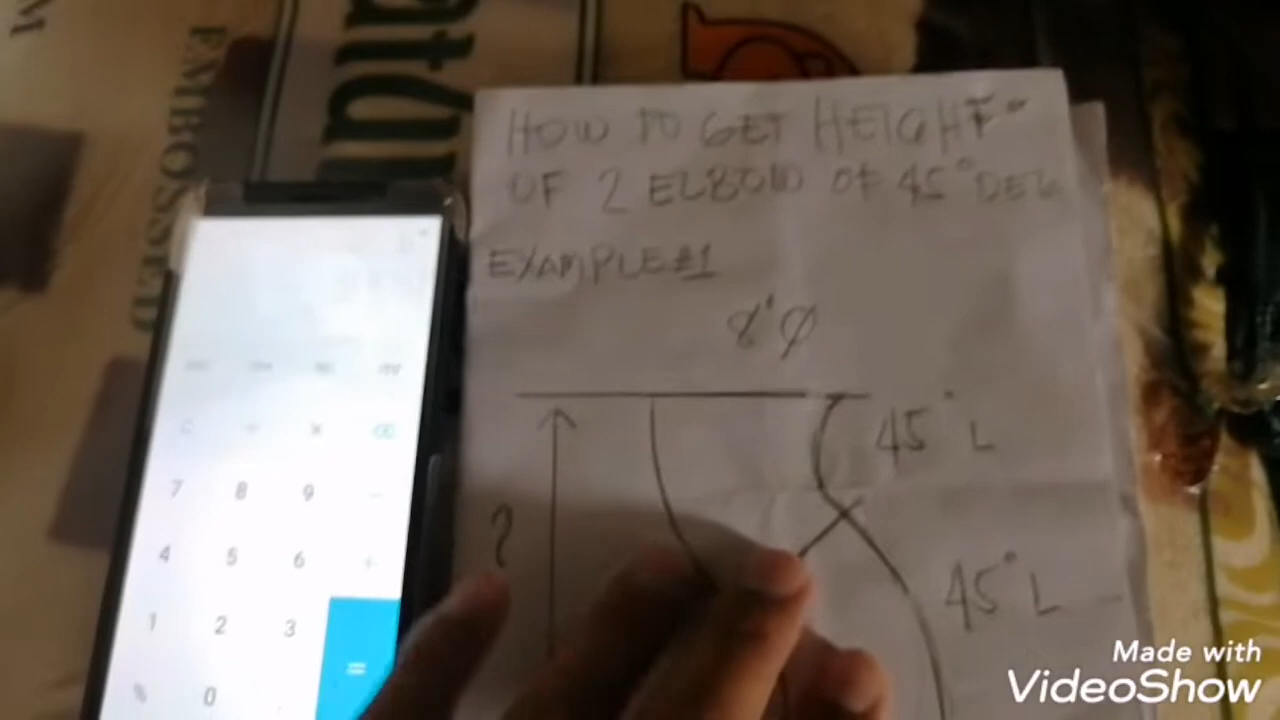 HOW TO GET HEIGHT
OF 2 ELBOW OF 45° DEG
EXAMPLE #1
8"Ø
45° L
?
45° L
EMBOSSED
7 8 9
4 5 6
1 2 3
% 0 =
Made with
VideoShow